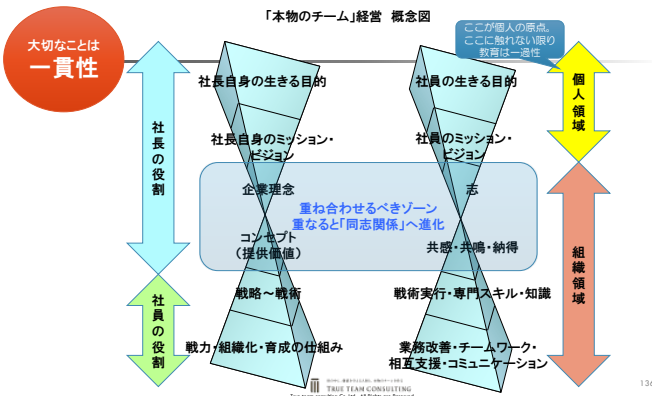 「本物のチーム」経営 概念図
大切なことは
一貫性
ここが個人の原点。
ここに触れない限り
教育は一過性
社長の役割
社員の役割
社長自身の生きる目的
社長自身のミッション・
ビジョン
企業理念
コンセプト
(提供価値)
戦略～戦術
戦力・組織化・育成の仕組み
重ね合わせるべきゾーン
重なると「同志関係」へ進化
社員の生きる目的
社員のミッション・
ビジョン
志
共感・共鳴・納得
戦術実行・専門スキル・知識
業務改善・チームワーク・
相互支援・コミュニケーション
個人領域
組織領域
TRUE TEAM CONSULTING
136